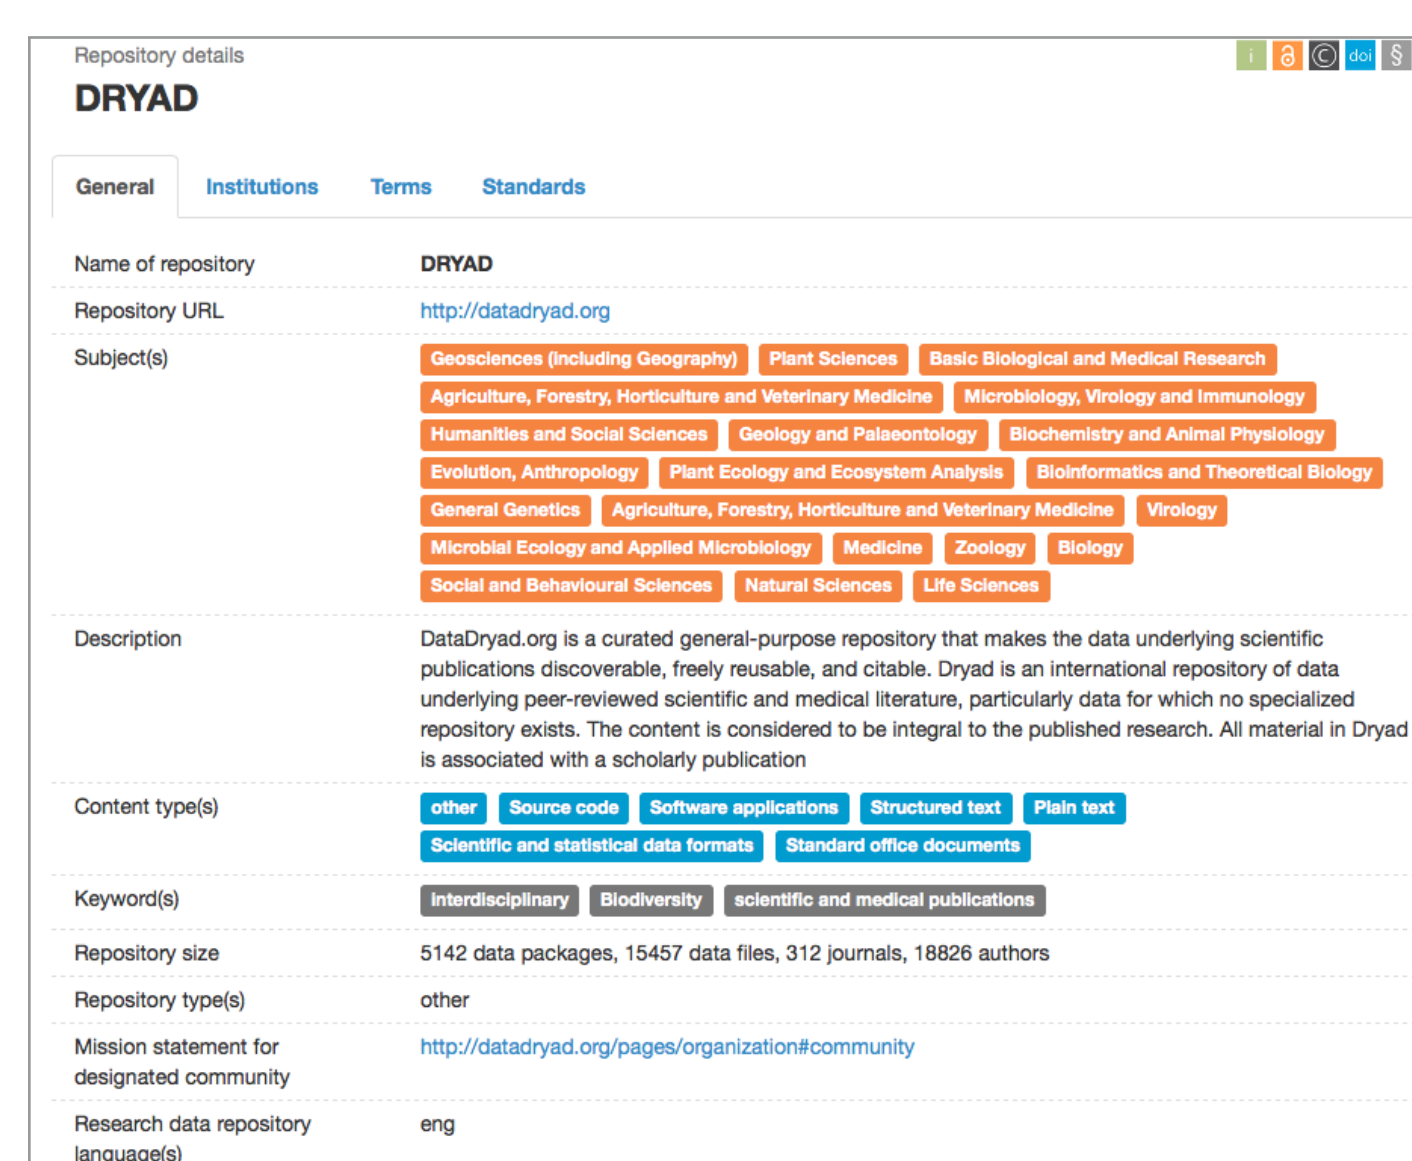 Repository details
i © doi §
DRYAD
General Institutions Terms Standards
Name of repository DRYAD
Repository URL http://datadryad.org
Subject(s) Geosciences (including Geography) Plant Sciences Basic Biological and Medical Research
Agriculture, Forestry, Horticulture and Veterinary Medicine Microbiology, Virology and Immunology
Humanities and Social Sciences Geology and Palaeontology Biochemistry and Animal Physiology
Evolution, Anthropology Plant Ecology and Ecosystem Analysis Bioinformatics and Theoretical Biology
General Genetics Agriculture, Forestry, Horticulture and Veterinary Medicine Virology
Microbial Ecology and Applied Microbiology Medicine Zoology Biology
Social and Behavioural Sciences Natural Sciences Life Sciences
Description DataDryad.org is a curated general-purpose repository that makes the data underlying scientific
publications discoverable, freely reusable, and citable. Dryad is an international repository of data
underlying peer-reviewed scientific and medical literature, particularly data for which no specialized
repository exists. The content is considered to be integral to the published research. All material in Dryad
is associated with a scholarly publication
Content type(s) other Source code Software applications Structured text Plain text
Scientific and statistical data formats Standard office documents
Keyword(s) interdisciplinary Biodiversity scientific and medical publications
Repository size 5142 data packages, 15457 data files, 312 journals, 18826 authors
Repository type(s) other
Mission statement for http://datadryad.org/pages/organization#community
designated community
Research data repository eng
language(s)